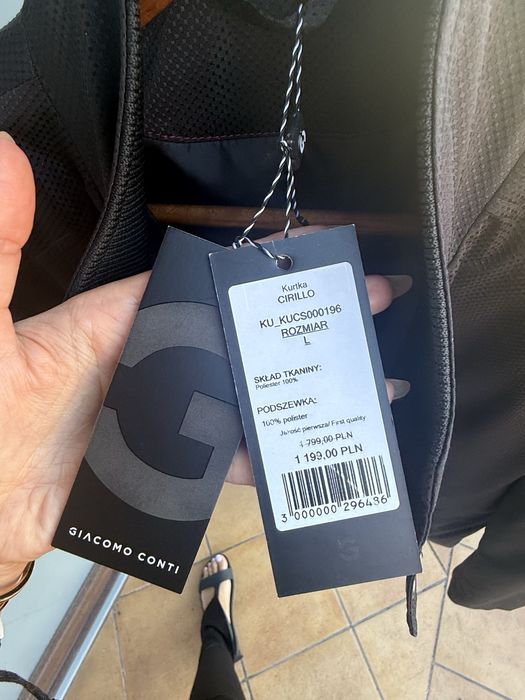 GIACOMO CONTI
Kurtka
CIRILLO
KU_KUCS000196
ROZMIAR
L
SKŁAD TKANINY:
Poliester 100%
PODSZEWKA:
100% polister
Jakość pierwsza/ First quality
1 799,00 PLN
1 199,00 PLN
3 000000 296436